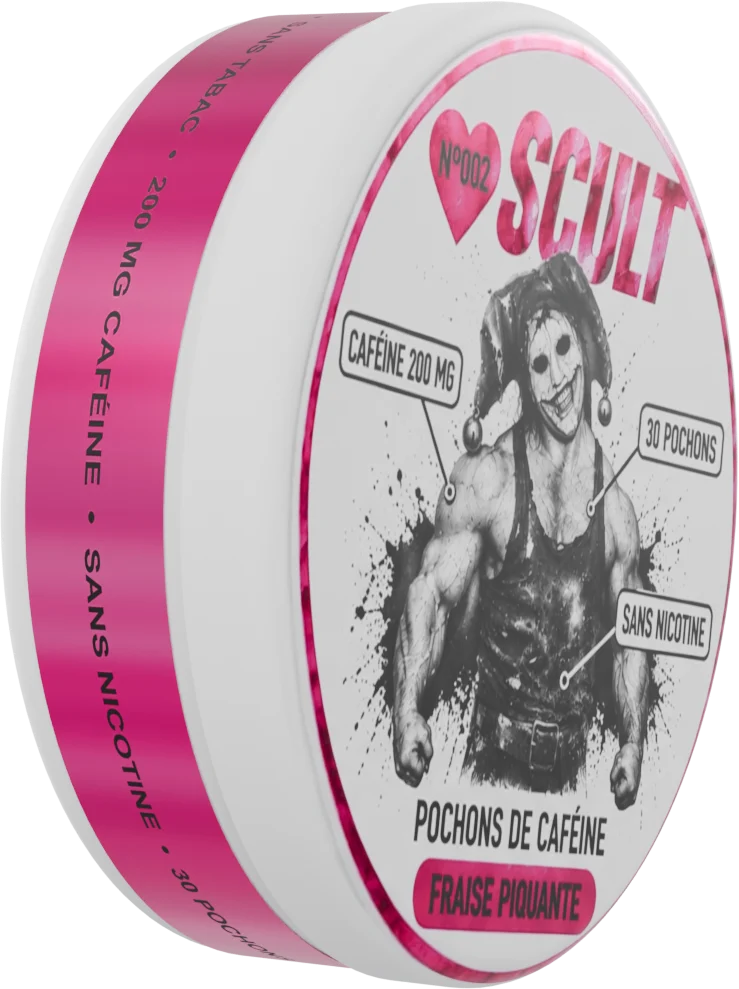 N°002
SCULT
CAFÉINE 200 MG
30 POCHONS
SANS NICOTINE
POCHONS DE CAFÉINE
FRAISE PIQUANTE
SANS TABAC • 200 MG CAFÉINE • SANS NICOTINE • 30 POCHONS